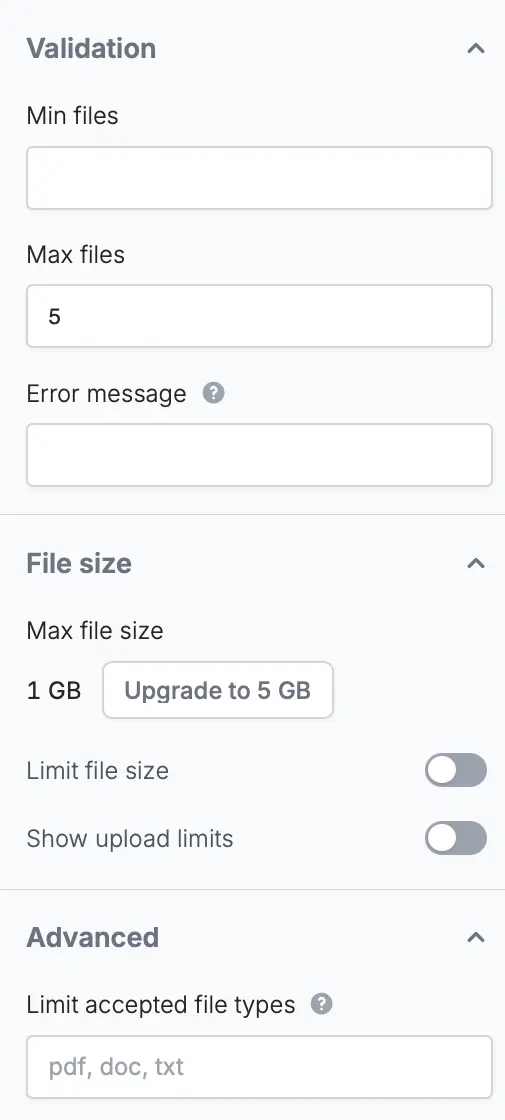 Validation
Min files
Max files
5
Error message ?
File size
Max file size
1 GB Upgrade to 5 GB
Limit file size
Show upload limits
Advanced
Limit accepted file types ?
pdf, doc, txt